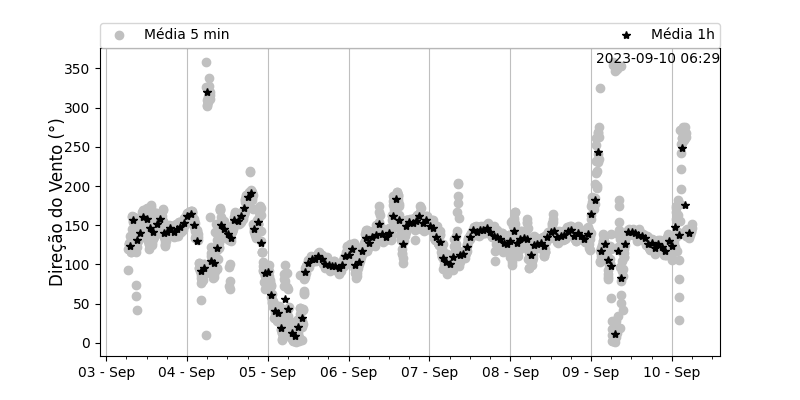 Média 5 min
Média 1h
2023-09-10 06:29
Direção do Vento (°)
350
300
250
200
150
100
50
0
03 - Sep
04 - Sep
05 - Sep
06 - Sep
07 - Sep
08 - Sep
09 - Sep
10 - Sep